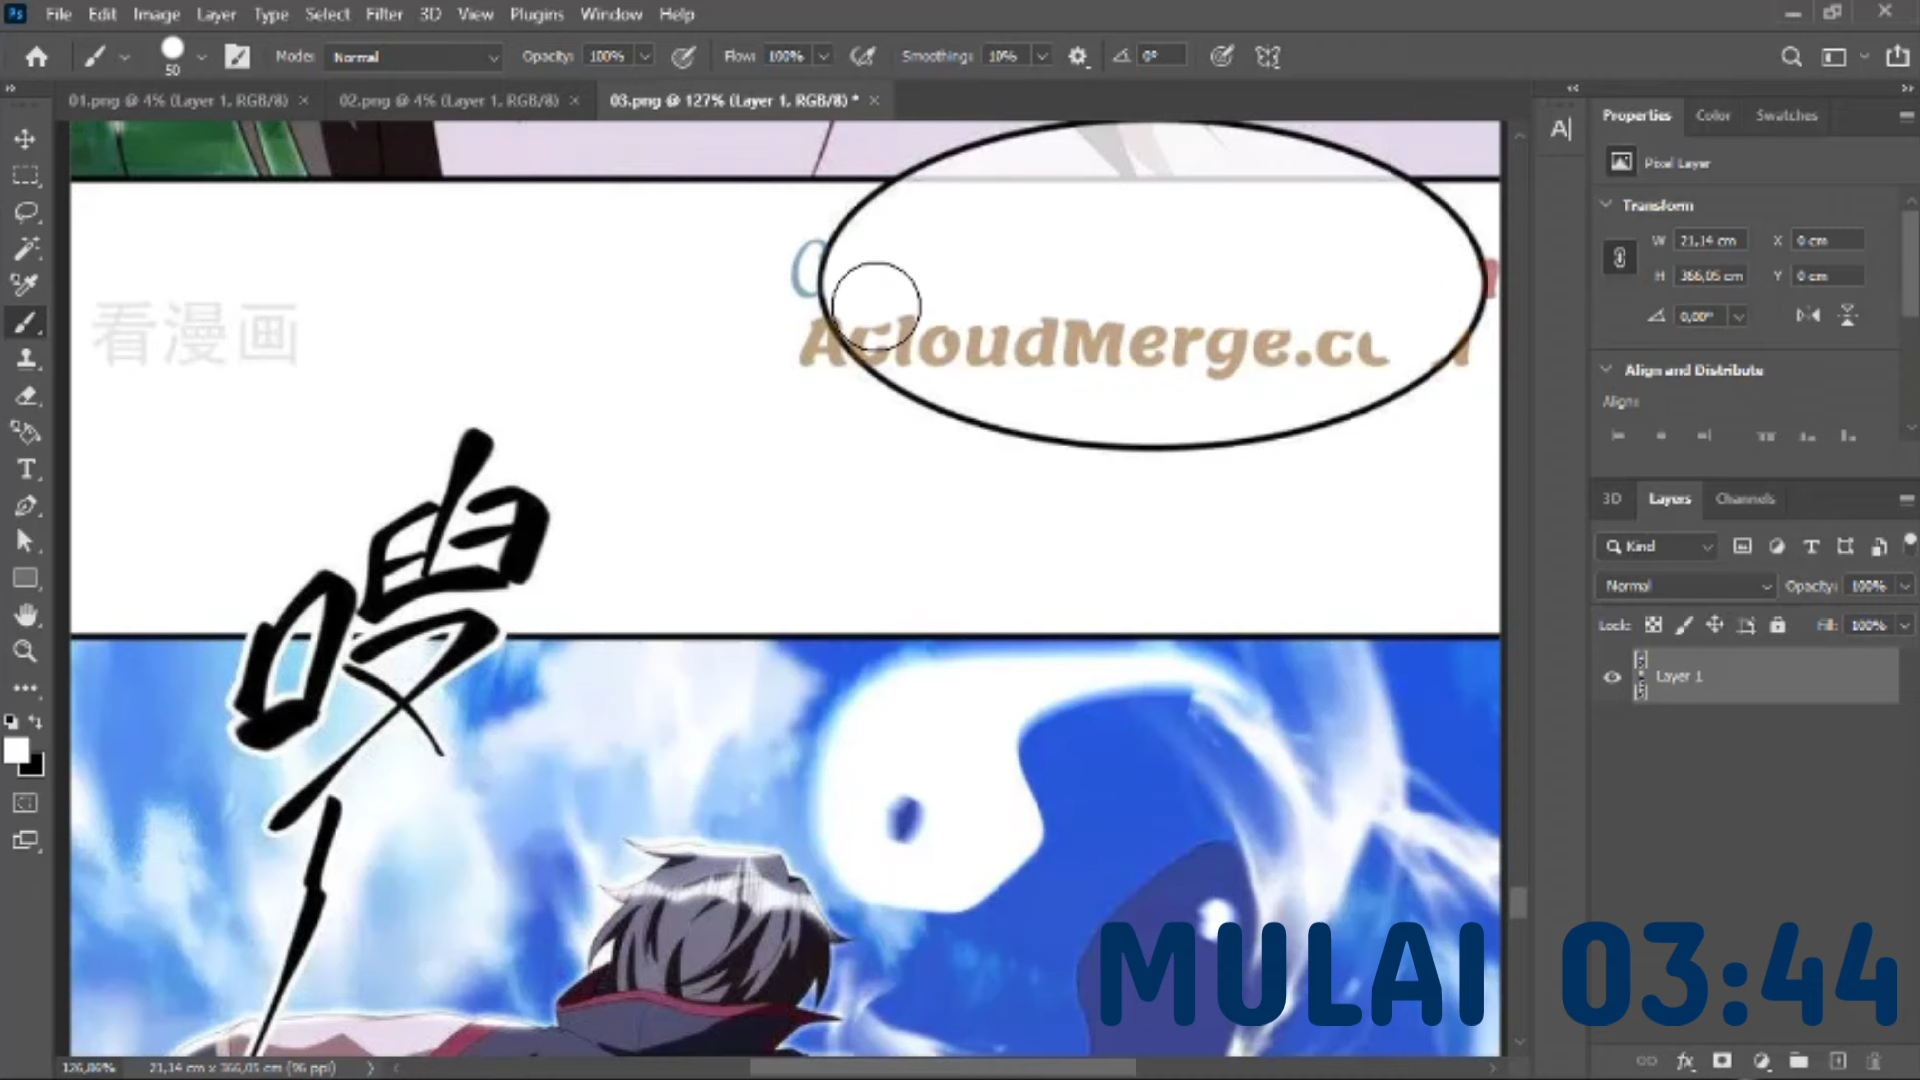 File Edit Image Layer Type Select Filter 3D View Plugins Window Help
50 Mode: Normal Opacity: 100% Flow: 100% Smoothing: 10% 0°
01.png @ 4% (Layer 1, RGB/8) × 02.png @ 4% (Layer 1, RGB/8) × 03.png @ 127% (Layer 1, RGB/8) * ×
Properties Color Swatches
Pixel Layer
Transform
W 21,14 cm X 0 cm
H 366,05 cm Y 0 cm
0,00°
Align and Distribute
Align:
3D Layers Channels
Kind
Normal Opacity: 100%
Lock: Fill: 100%
Layer 1
看漫画
嗖
MULAI 03:44
126,86% 21,14 cm x 366,05 cm (96 ppi)